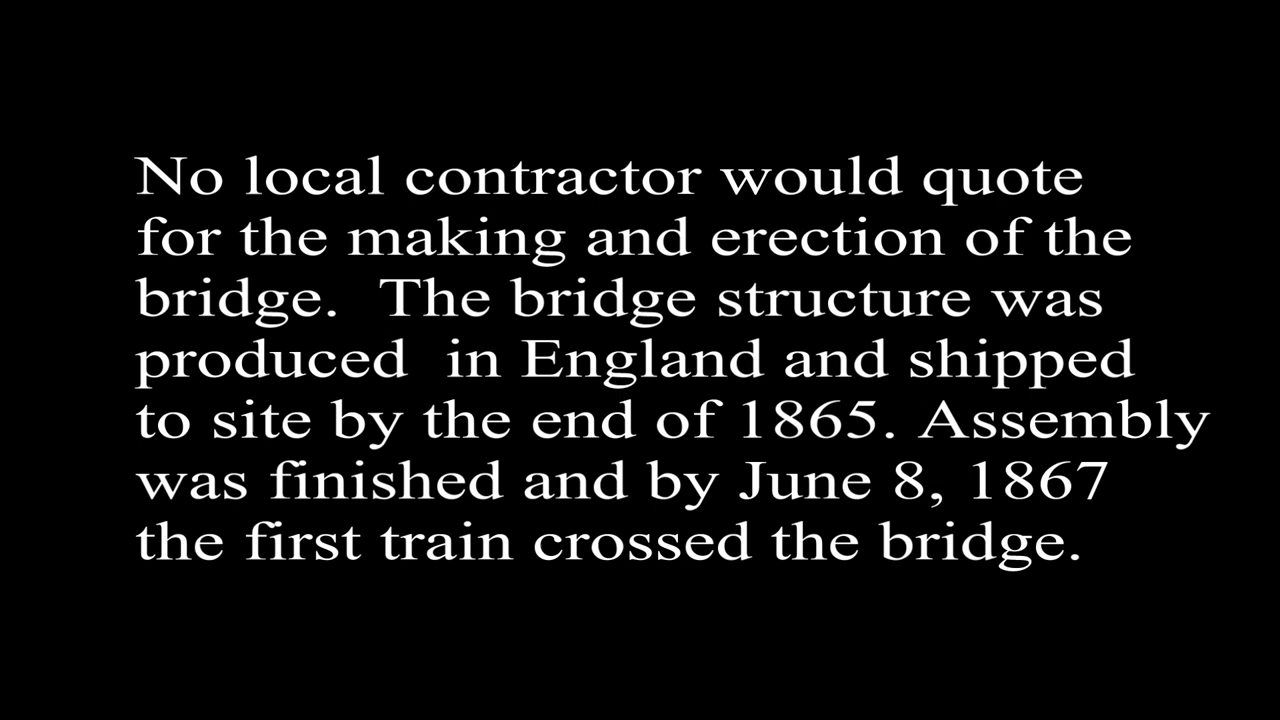 No local contractor would quote
for the making and erection of the
bridge.  The bridge structure was
produced  in England and shipped
to site by the end of 1865. Assembly
was finished and by June 8, 1867
the first train crossed the bridge.